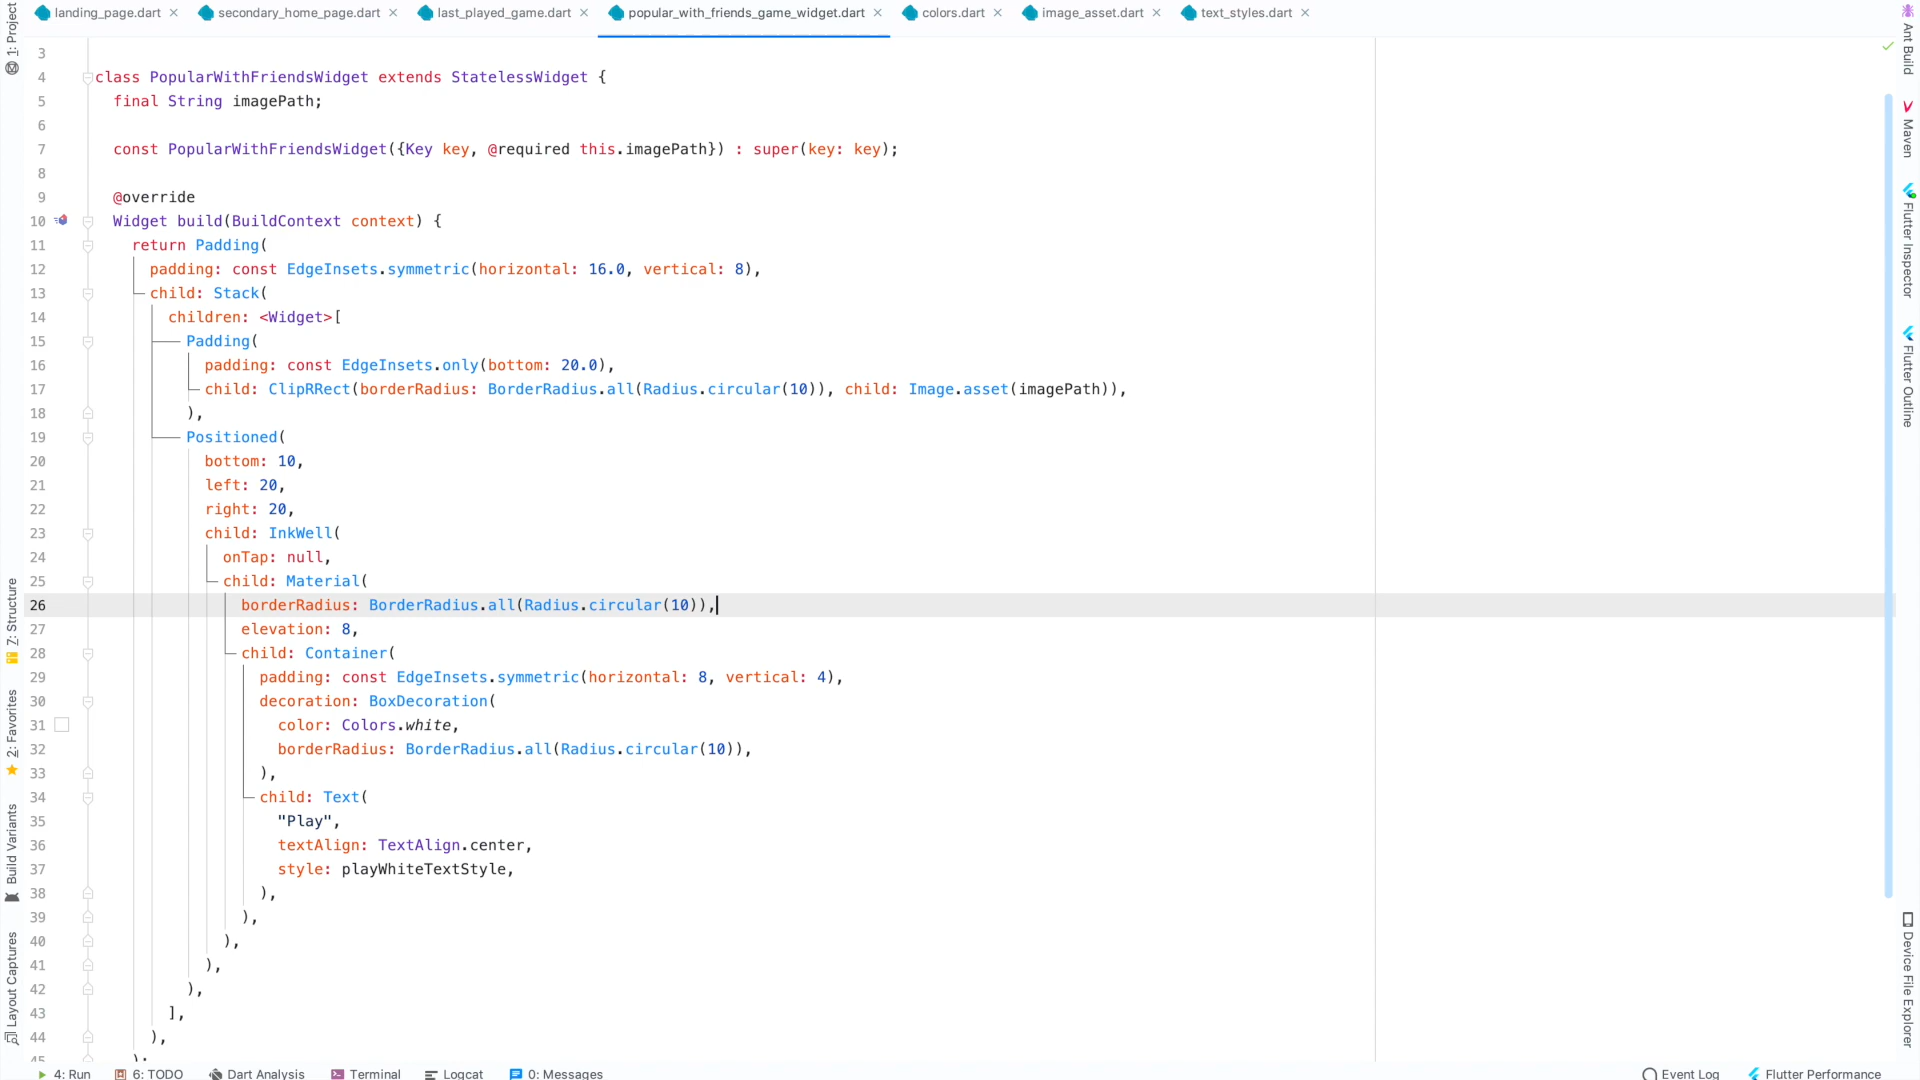 landing_page.dart secondary_home_page.dart last_played_game.dart popular_with_friends_game_widget.dart colors.dart image_asset.dart text_styles.dart
1: Project
7: Structure
2: Favorites
Build Variants
Layout Captures
3
4 class PopularWithFriendsWidget extends StatelessWidget {
5 final String imagePath;
6
7 const PopularWithFriendsWidget({Key key, @required this.imagePath}) : super(key: key);
8
9 @override
10 Widget build(BuildContext context) {
11 return Padding(
12 padding: const EdgeInsets.symmetric(horizontal: 16.0, vertical: 8),
13 child: Stack(
14 children: <Widget>[
15 Padding(
16 padding: const EdgeInsets.only(bottom: 20.0),
17 child: ClipRRect(borderRadius: BorderRadius.all(Radius.circular(10)), child: Image.asset(imagePath)),
18 ),
19 Positioned(
20 bottom: 10,
21 left: 20,
22 right: 20,
23 child: InkWell(
24 onTap: null,
25 child: Material(
26 borderRadius: BorderRadius.all(Radius.circular(10)),
27 elevation: 8,
28 child: Container(
29 padding: const EdgeInsets.symmetric(horizontal: 8, vertical: 4),
30 decoration: BoxDecoration(
31 color: Colors.white,
32 borderRadius: BorderRadius.all(Radius.circular(10)),
33 ),
34 child: Text(
35 "Play",
36 textAlign: TextAlign.center,
37 style: playWhiteTextStyle,
38 ),
39 ),
40 ),
41 ),
42 ),
43 ],
44 ),
45 );
Ant Build
Maven
Flutter Inspector
Flutter Outline
Device File Explorer
4: Run 6: TODO Dart Analysis Terminal Logcat 0: Messages Event Log Flutter Performance